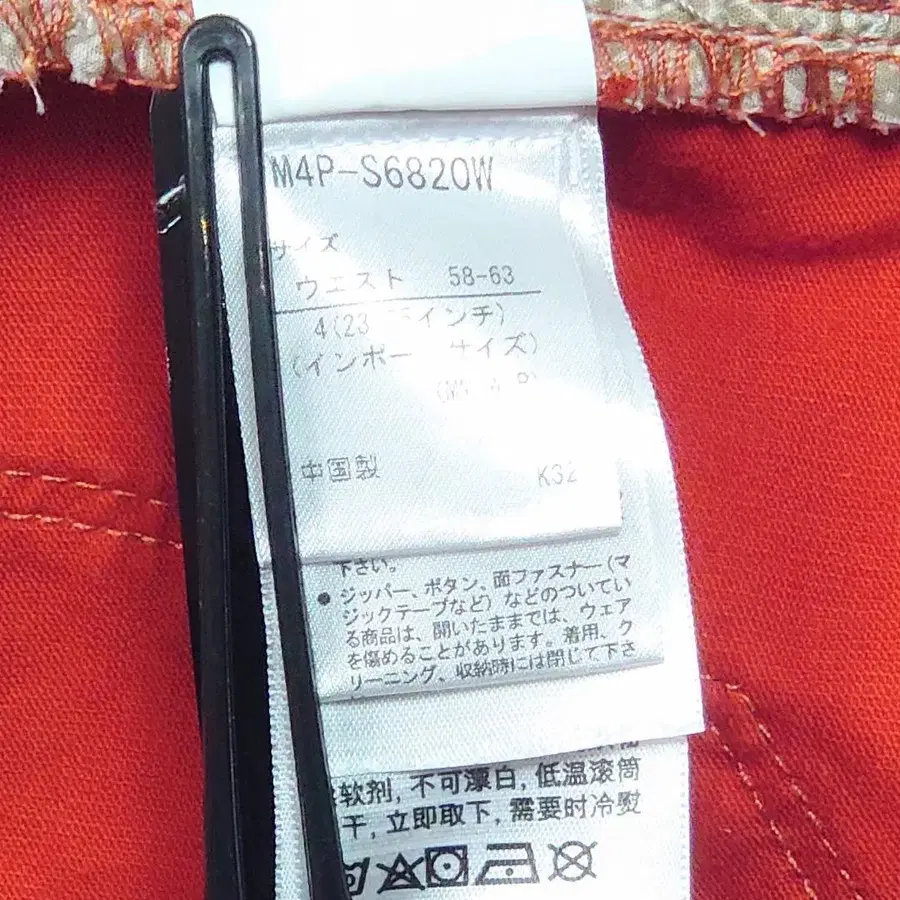 M4P-S6820W
サイズ
ウエスト 58-63
4(23
インチ)
(インポー サイズ)
中国製 K32
下さい。
● ジッパー、ボタン、面ファスナー(マ
ジックテープなど)などのついてい
る商品は、開いたままでは、ウェア
を傷めることがあります。着用、ク
リーニング、収納時には閉じて下さ
软剂, 不可漂白, 低温滚筒
干, 立即取下, 需要时冷熨